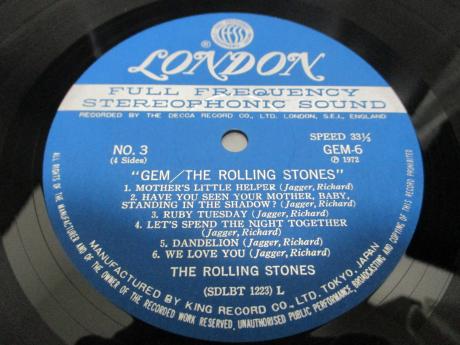 ®
LONDON
FULL FREQUENCY
STEREOPHONIC SOUND
RECORDED BY THE DECCA RECORD CO., LTD. LONDON, S.E.1, ENGLAND
NO. 3
(4 Sides)
SPEED 33⅓
GEM-6
Ⓟ 1972
"GEM/THE ROLLING STONES"
1. MOTHER'S LITTLE HELPER (Jagger, Richard)
2. HAVE YOU SEEN YOUR MOTHER, BABY,
STANDING IN THE SHADOW? (Jagger, Richard)
3. RUBY TUESDAY (Jagger, Richard)
4. LET'S SPEND THE NIGHT TOGETHER
(Jagger, Richard)
5. DANDELION (Jagger, Richard)
6. WE LOVE YOU (Jagger, Richard)
THE ROLLING STONES
(SDLBT 1223) L
MANUFACTURED BY KING RECORD CO., LTD. TOKYO, JAPAN
ALL RIGHTS OF THE MANUFACTURER AND OF THE OWNER OF THE RECORDED WORK RESERVED, UNAUTHORISED PUBLIC PERFORMANCE, BROADCASTING AND COPYING OF THIS RECORD PROHIBITED